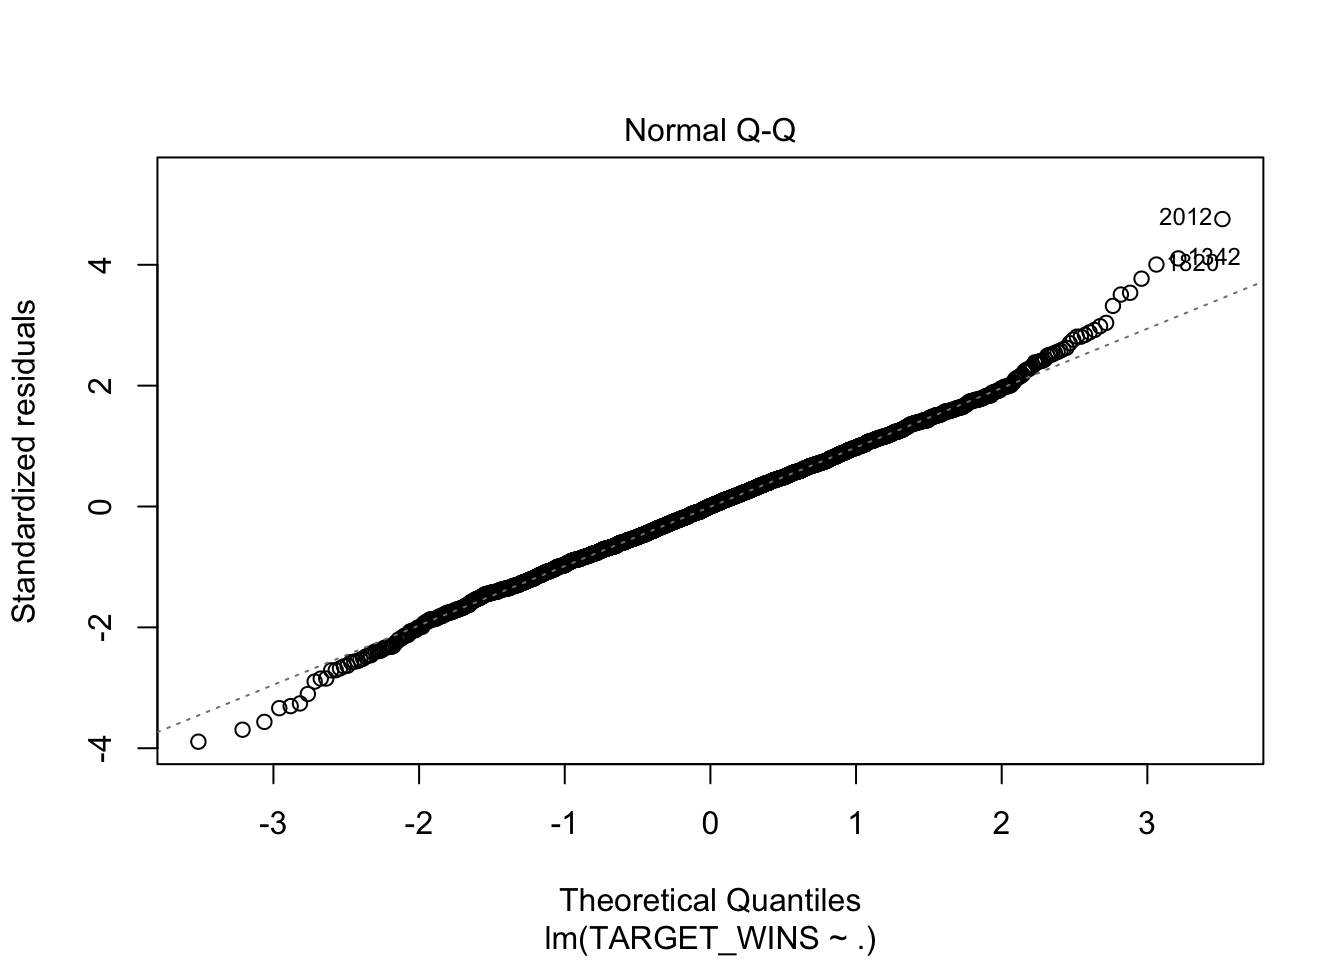 Normal Q-Q
Standardized residuals
4
2
0
-2
-4
2012
1342
1820
-3 -2 -1 0 1 2 3
Theoretical Quantiles
lm(TARGET_WINS ~ .)